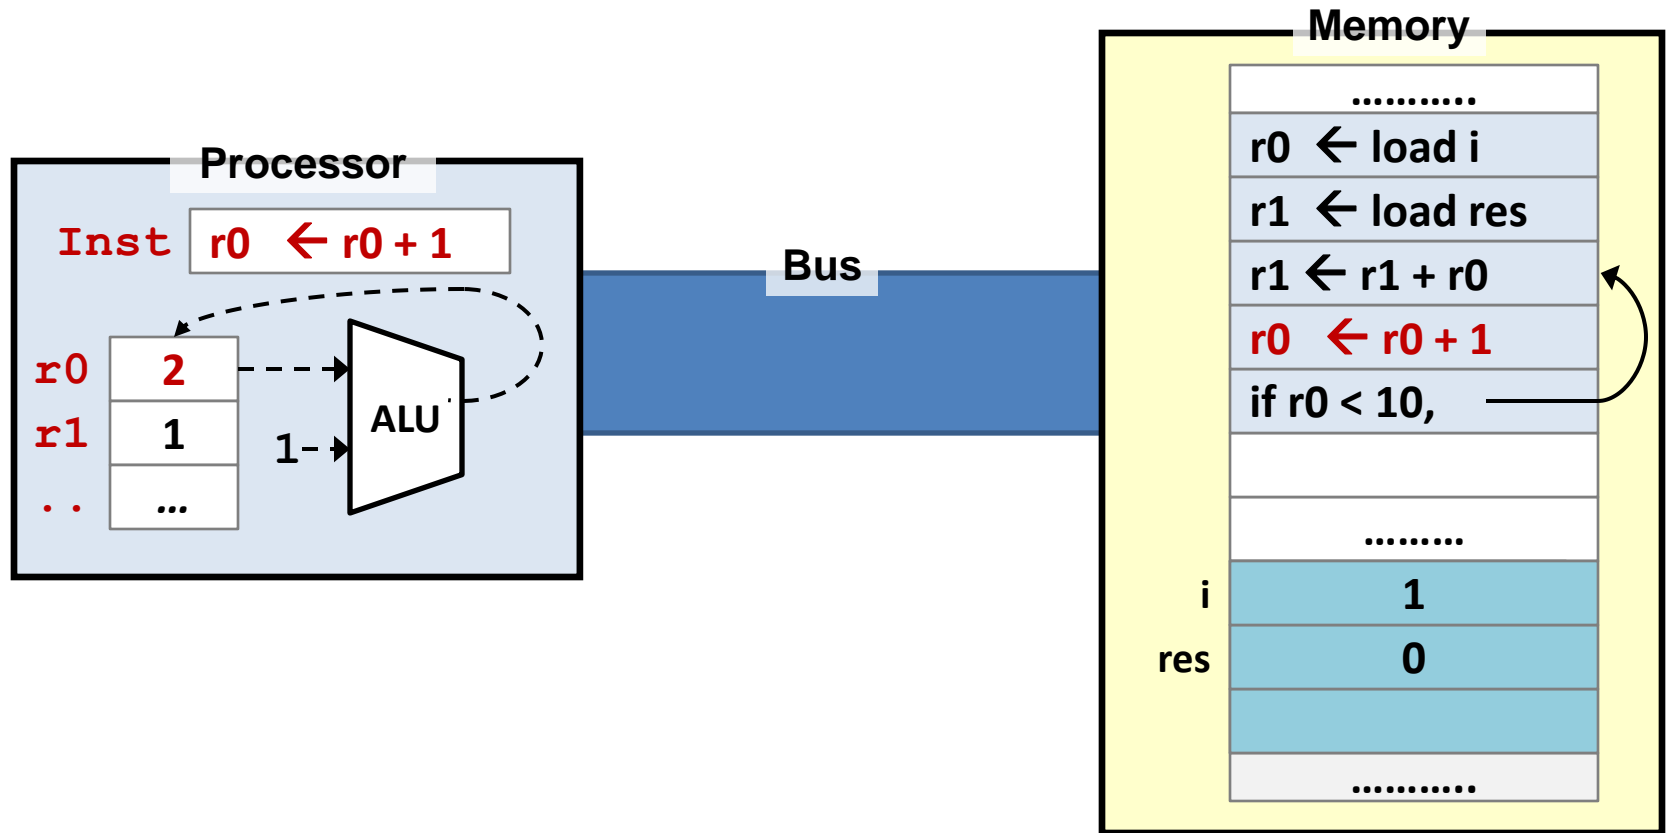 Processor
Inst r0 ← r0 + 1
r0 2
r1 1
.. ...
1
ALU
Bus
Memory
...........
r0 ← load i
r1 ← load res
r1 ← r1 + r0
r0 ← r0 + 1
if r0 < 10,
.........
i 1
res 0
...........